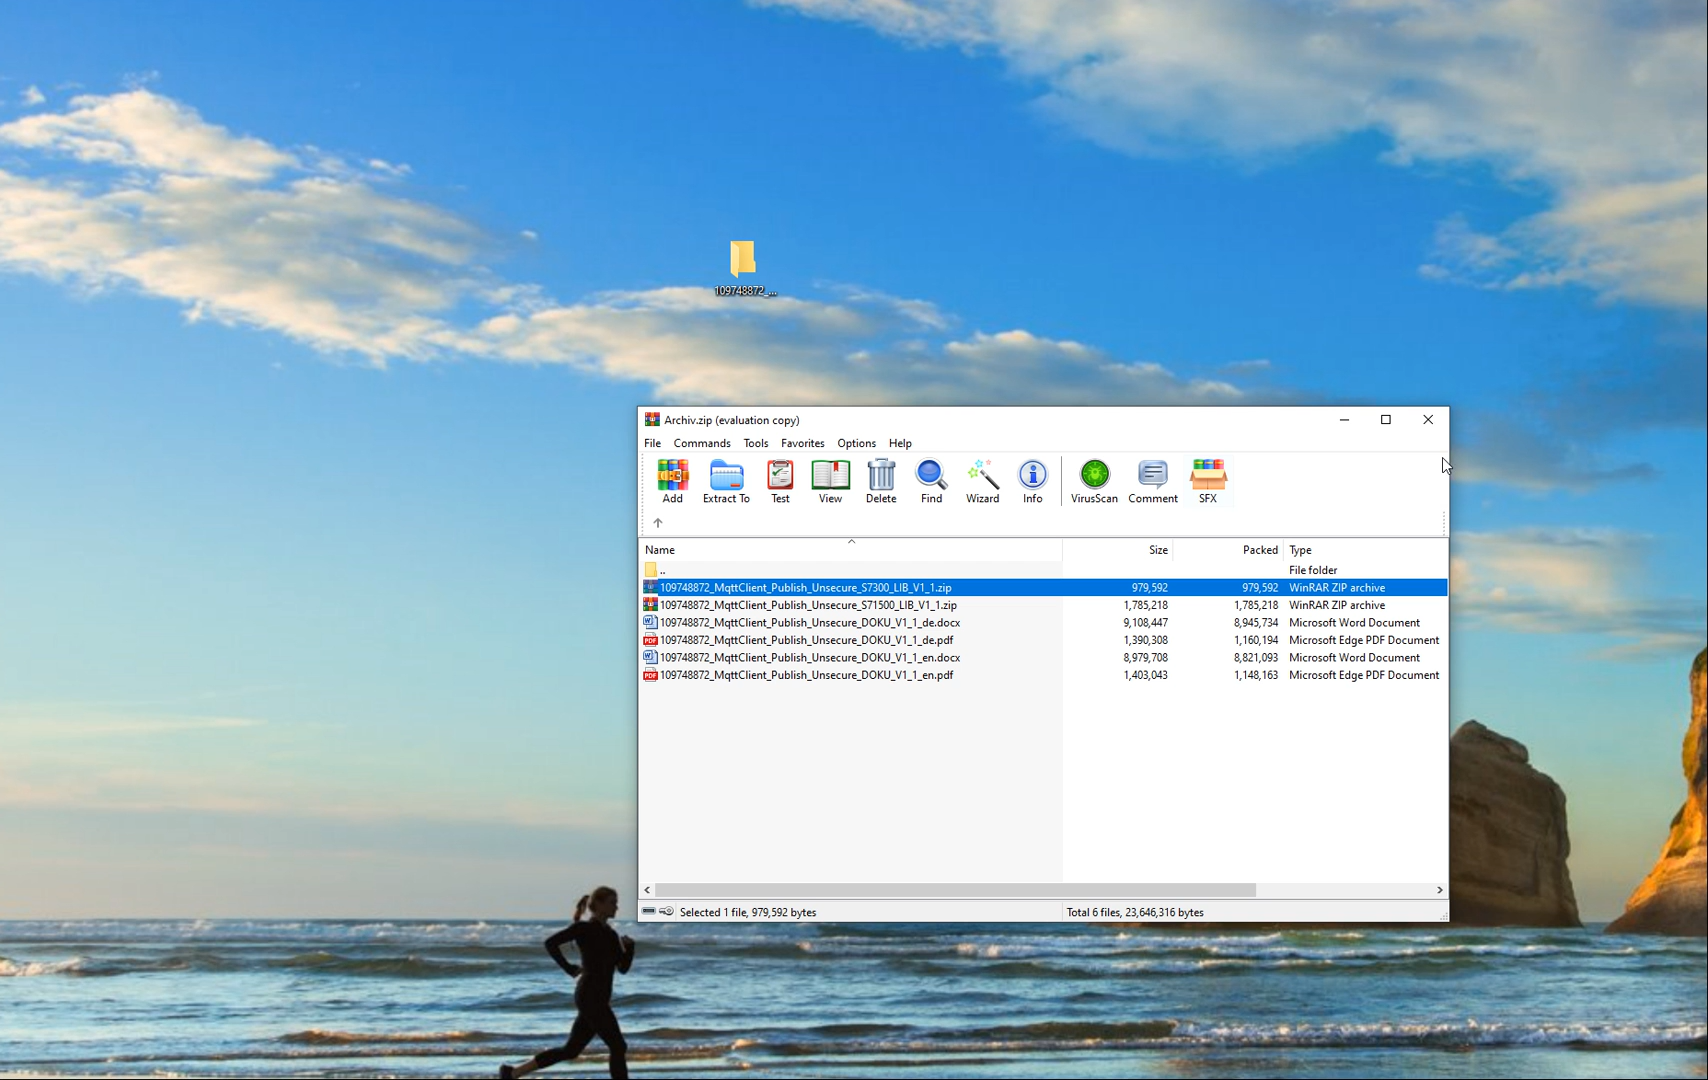 109748872_...
Archiv.zip (evaluation copy)
File Commands Tools Favorites Options Help
Add Extract To Test View Delete Find Wizard Info VirusScan Comment SFX
Name Size Packed Type
.. File folder
109748872_MqttClient_Publish_Unsecure_S7300_LIB_V1_1.zip 979,592 979,592 WinRAR ZIP archive
109748872_MqttClient_Publish_Unsecure_S71500_LIB_V1_1.zip 1,785,218 1,785,218 WinRAR ZIP archive
109748872_MqttClient_Publish_Unsecure_DOKU_V1_1_de.docx 9,108,447 8,945,734 Microsoft Word Document
109748872_MqttClient_Publish_Unsecure_DOKU_V1_1_de.pdf 1,390,308 1,160,194 Microsoft Edge PDF Document
109748872_MqttClient_Publish_Unsecure_DOKU_V1_1_en.docx 8,979,708 8,821,093 Microsoft Word Document
109748872_MqttClient_Publish_Unsecure_DOKU_V1_1_en.pdf 1,403,043 1,148,163 Microsoft Edge PDF Document
Selected 1 file, 979,592 bytes Total 6 files, 23,646,316 bytes